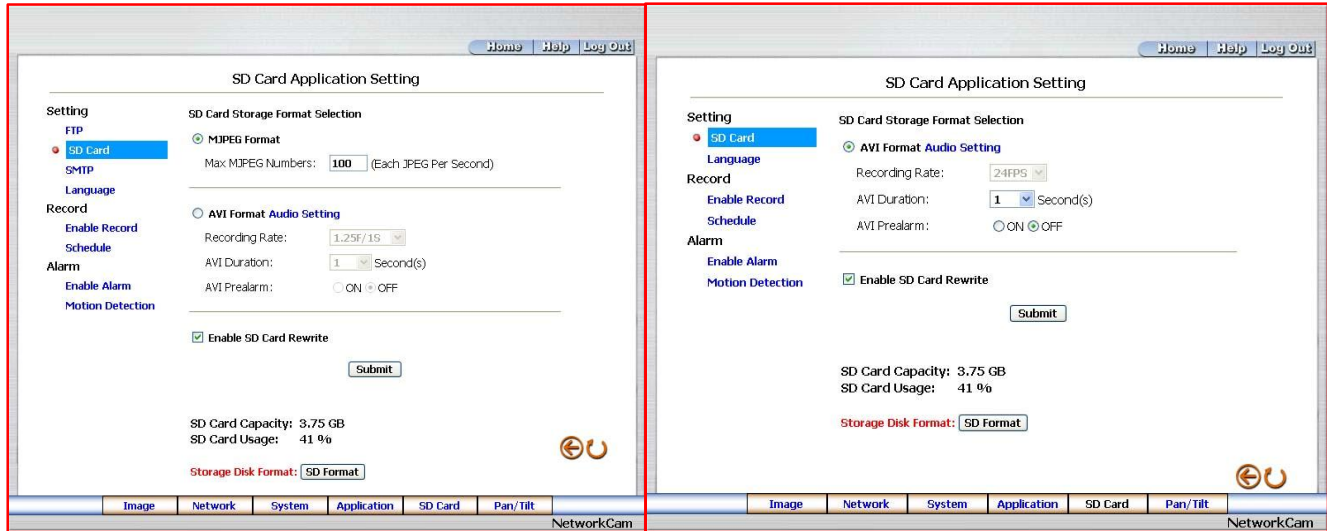 Home Help Log Out
SD Card Application Setting
Setting
FTP
SD Card
SMTP
Language
Record
Enable Record
Schedule
Alarm
Enable Alarm
Motion Detection
SD Card Storage Format Selection
MJPEG Format
Max MJPEG Numbers: 100 (Each JPEG Per Second)
AVI Format Audio Setting
Recording Rate: 1.25F/1S
AVI Duration: 1 Second(s)
AVI Prealarm: ON OFF
Enable SD Card Rewrite
Submit
SD Card Capacity: 3.75 GB
SD Card Usage: 41 %
Storage Disk Format: SD Format
Image Network System Application SD Card Pan/Tilt
NetworkCam
Home Help Log Out
SD Card Application Setting
Setting
SD Card
Language
Record
Enable Record
Schedule
Alarm
Enable Alarm
Motion Detection
SD Card Storage Format Selection
AVI Format Audio Setting
Recording Rate: 24FPS
AVI Duration: 1 Second(s)
AVI Prealarm: ON OFF
Enable SD Card Rewrite
Submit
SD Card Capacity: 3.75 GB
SD Card Usage: 41 %
Storage Disk Format: SD Format
Image Network System Application SD Card Pan/Tilt
NetworkCam